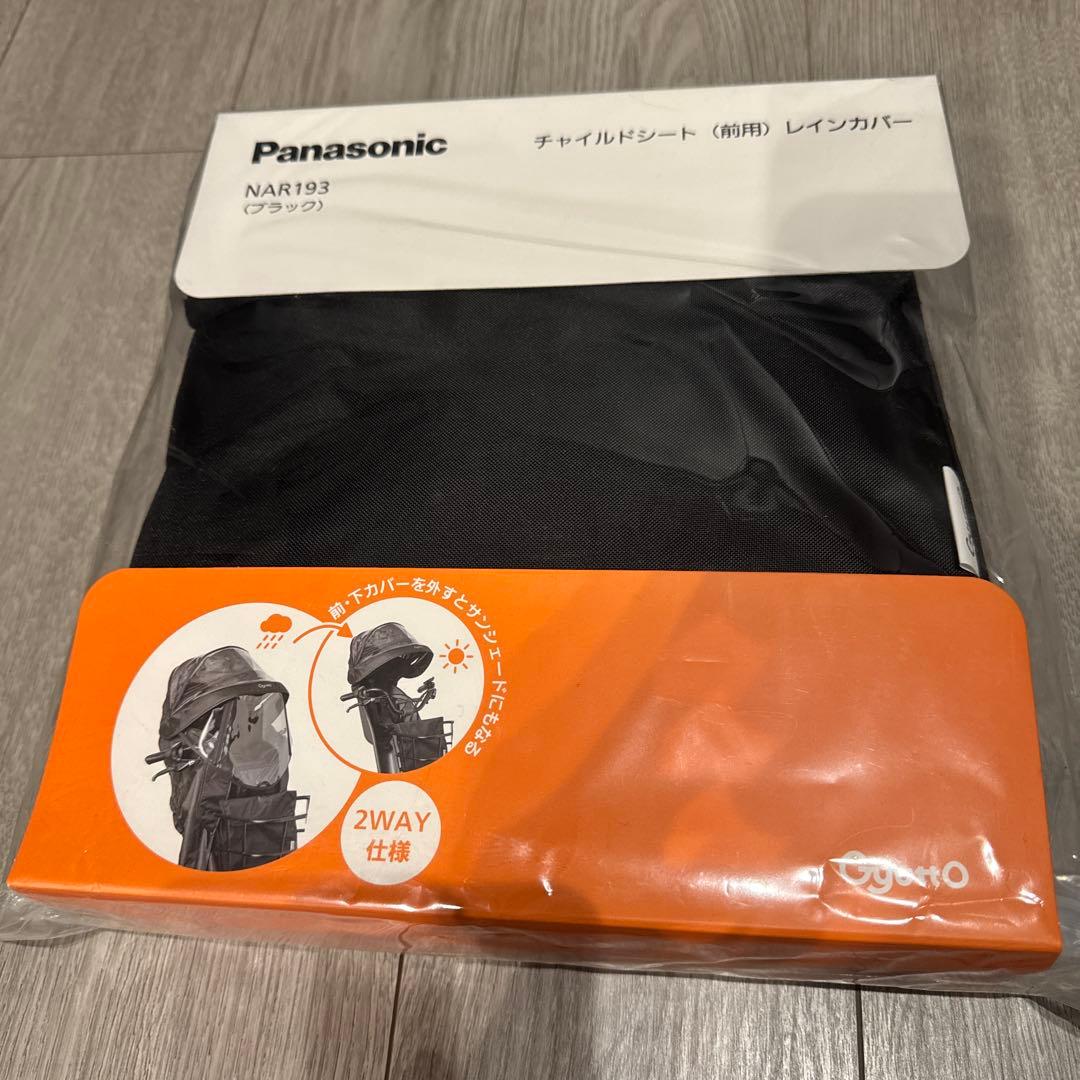 Panasonic
チャイルドシート（前用）レインカバー
NAR193
（ブラック）
前・下カバーを外すとサンシェードにもなる
2WAY
仕様
Gyutto